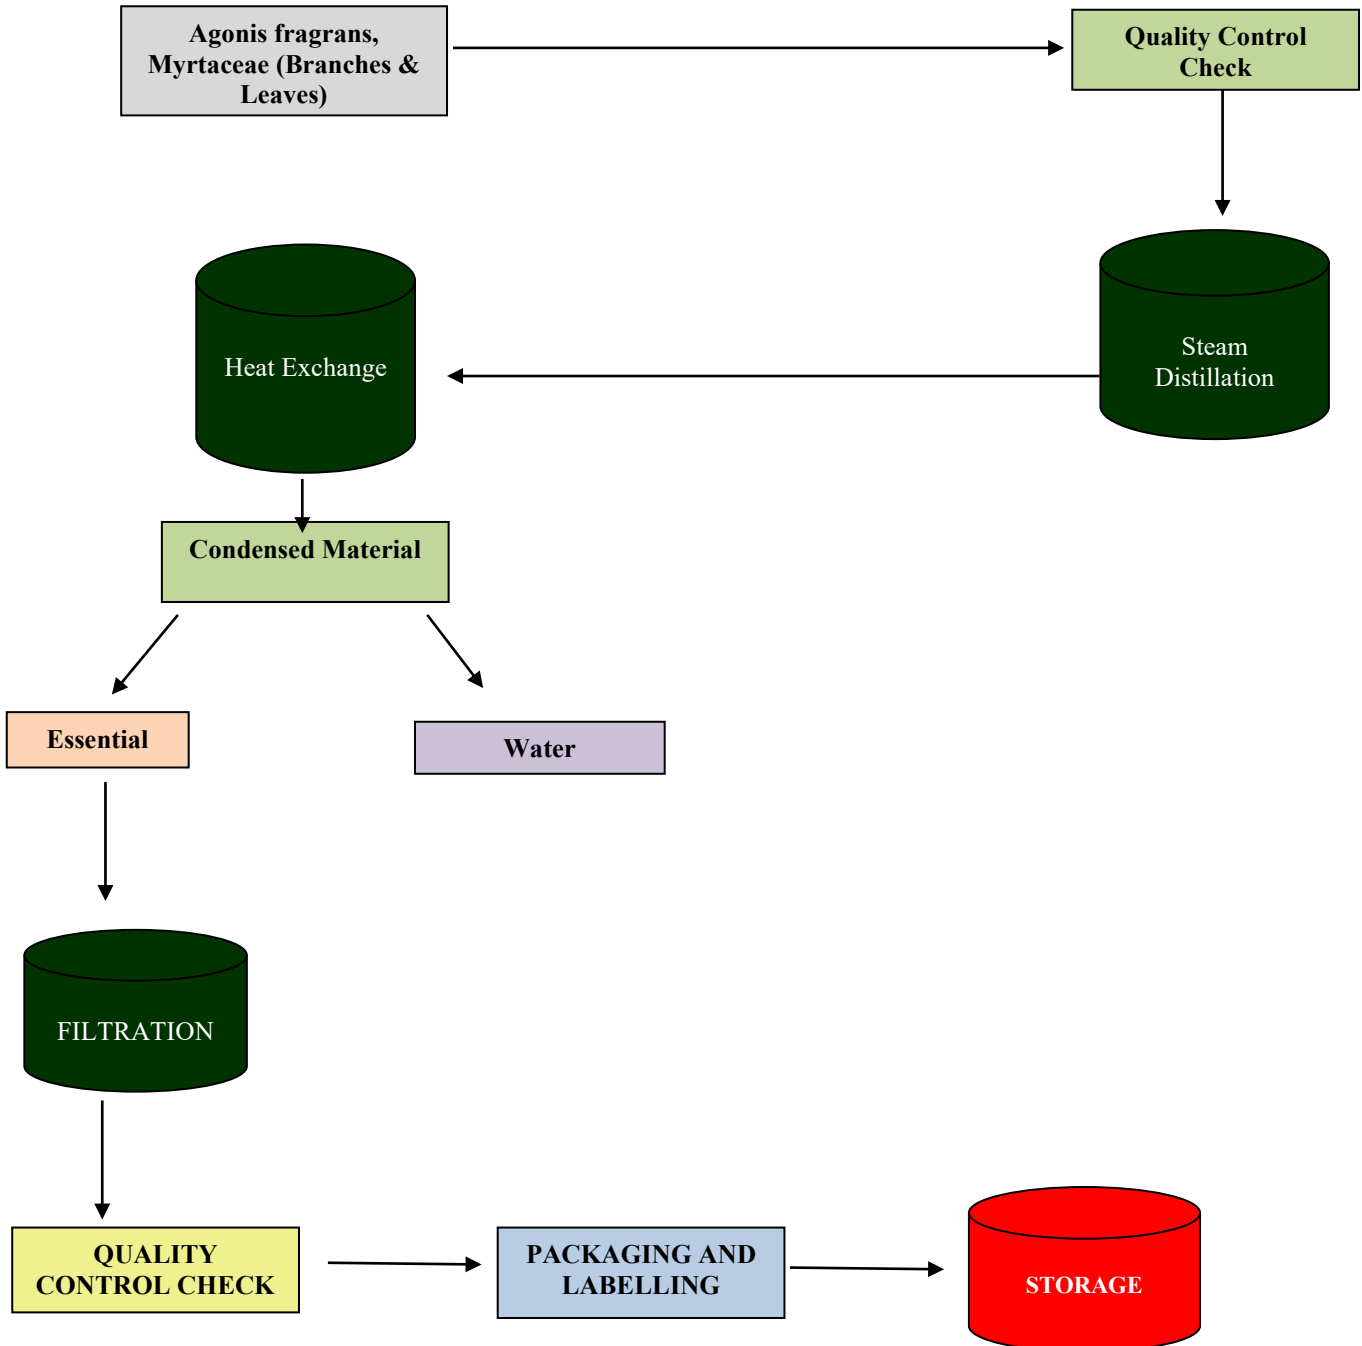 Agonis fragrans,
Myrtaceae (Branches &
Leaves)
Quality Control
Check
Steam
Distillation
Heat Exchange
Condensed Material
Essential
Water
FILTRATION
QUALITY
CONTROL CHECK
PACKAGING AND
LABELLING
STORAGE